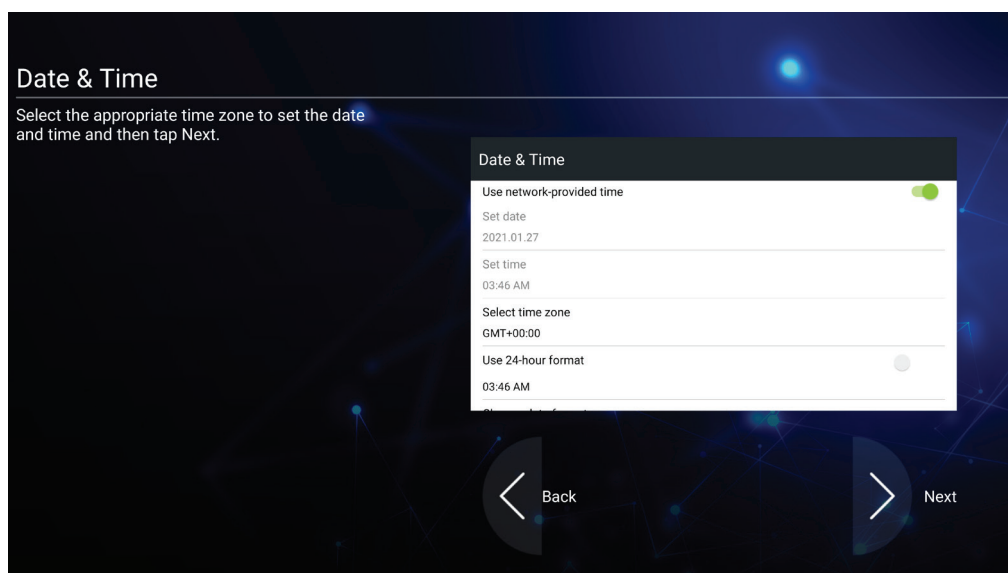 Date & Time
Select the appropriate time zone to set the date
and time and then tap Next.
Date & Time
Use network-provided time
Set date
2021.01.27
Set time
03:46 AM
Select time zone
GMT+00:00
Use 24-hour format
03:46 AM
Back
Next